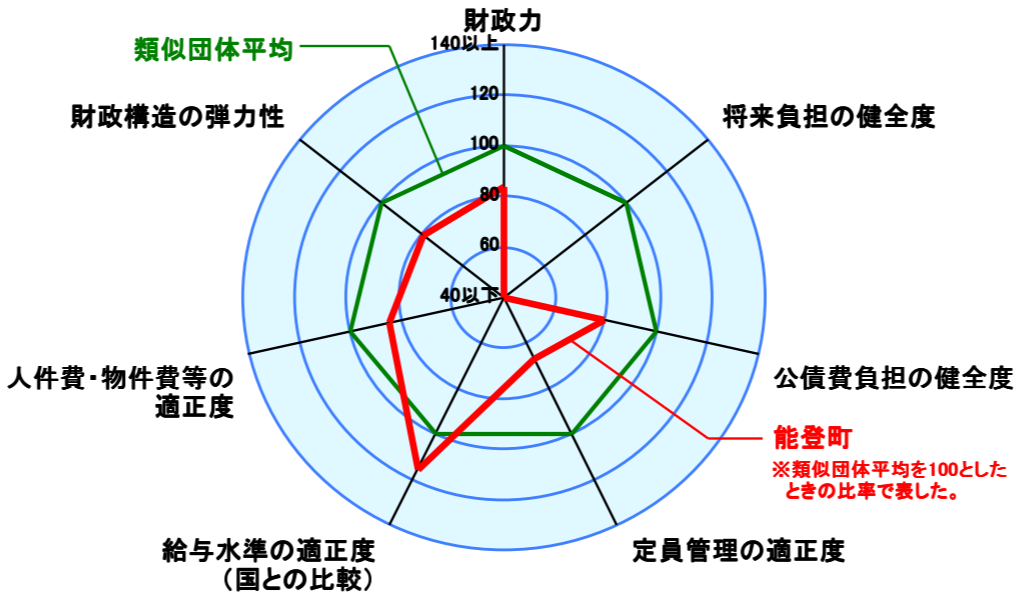 財政力
140以上
類似団体平均
120
財政構造の弾力性
将来負担の健全度
100
80
60
40以下
人件費・物件費等の
適正度
公債費負担の健全度
能登町
※類似団体平均を100とした
ときの比率で表した。
給与水準の適正度
（国との比較）
定員管理の適正度